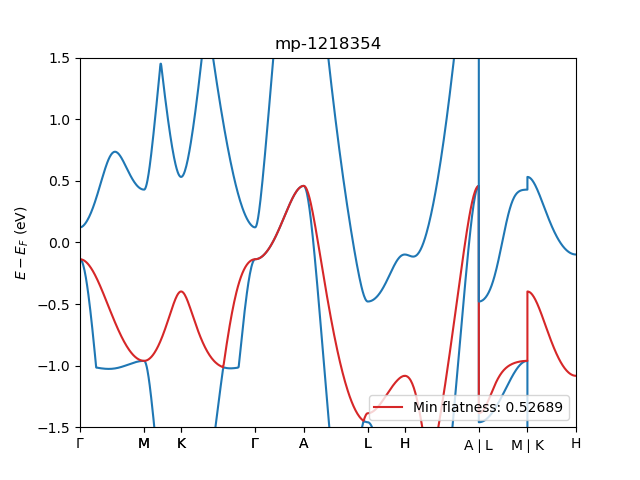 mp-1218354
E − E_F (eV)
1.5
1.0
0.5
0.0
−0.5
−1.0
−1.5
Min flatness: 0.52689
Γ M K Γ A L H A | L M | K H